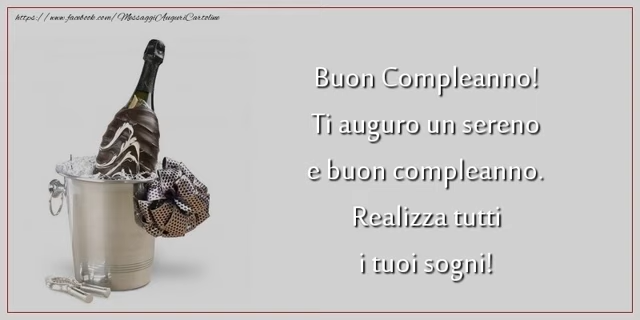 https://www.facebook.com/MessaggiAuguriCartoline
Buon Compleanno!
Ti auguro un sereno
e buon compleanno.
Realizza tutti
i tuoi sogni!